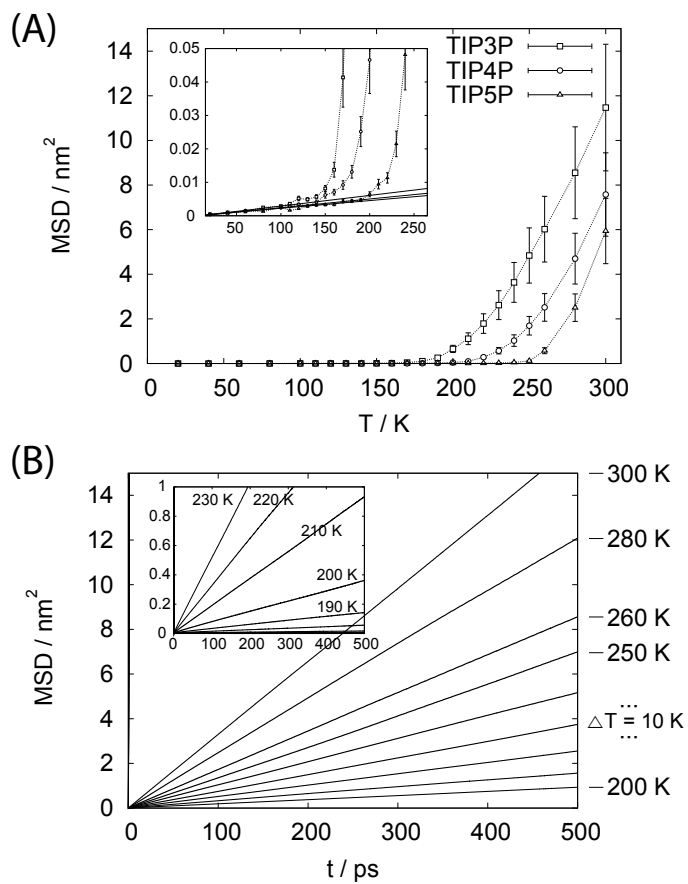 (A)
MSD / nm2
14
12
10
8
6
4
2
0
0.05
0.04
0.03
0.02
0.01
0
50 100 150 200 250
TIP3P
TIP4P
TIP5P
0 50 100 150 200 250 300
T / K
(B)
MSD / nm2
14
12
10
8
6
4
2
0
1
0.8
0.6
0.4
0.2
0
0 100 200 300 400 500
230 K 220 K
210 K
200 K
190 K
300 K
280 K
260 K
250 K
...
△T = 10 K
...
200 K
0 100 200 300 400 500
t / ps